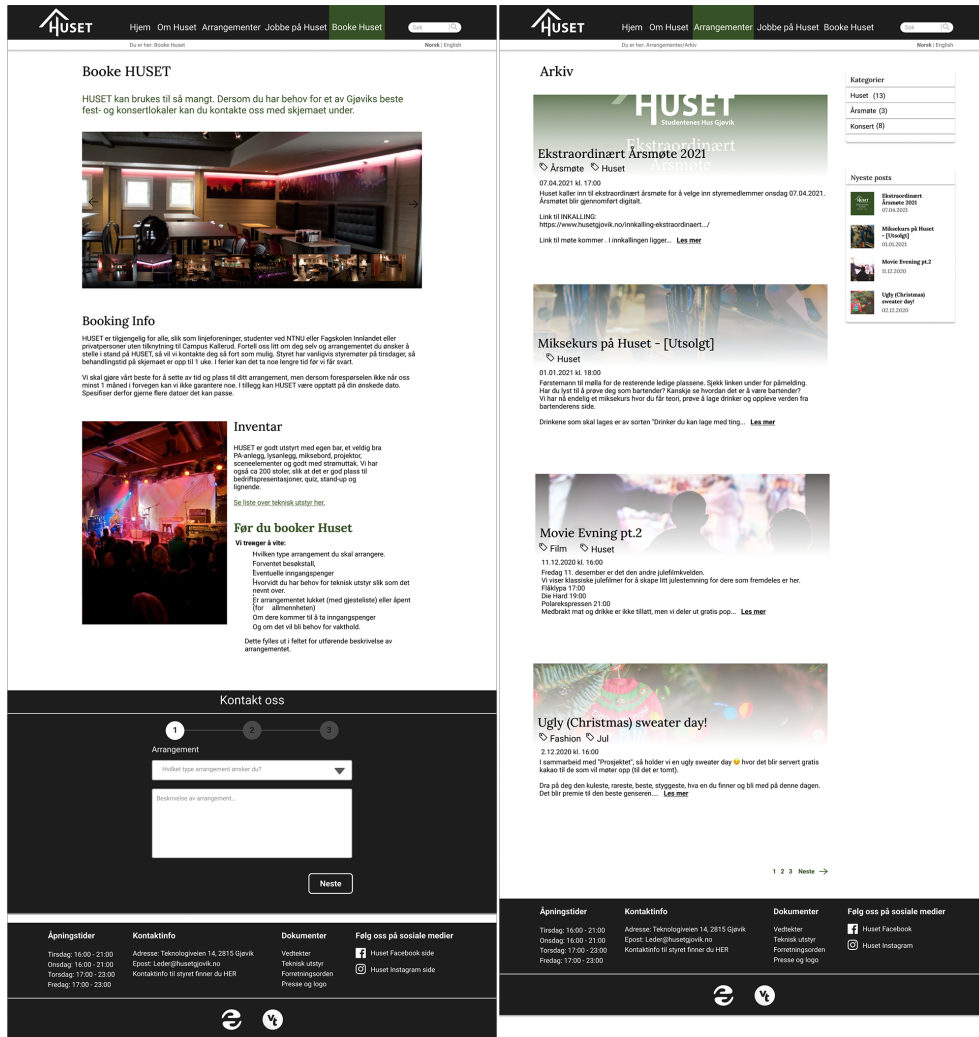 HUSET
Hjem Om Huset Arrangementer Jobbe på Huset Booke Huset
Søk
Du er her: Booke Huset
Norsk | English
Booke HUSET
HUSET kan brukes til så mangt. Dersom du har behov for et av Gjøviks beste
fest- og konsertlokaler kan du kontakte oss med skjemaet under.
Booking Info
HUSET er tilgjengelig for alle, slik som linjeforeninger, studenter ved NTNU eller Fagskolen Innlandet eller
privatpersoner uten tilknytning til Campus Kallerud. Fortell oss litt om deg selv og arrangementet du ønsker å
stelle i stand på HUSET, så vil vi kontakte deg så fort som mulig. Styret har vanligvis styremøter på tirsdager, så
behandlingstid på skjemaet er opp til 1 uke. I ferier kan det ta noe lengre tid før vi får svart.
Vi skal gjøre vårt beste for å sette av tid og plass til ditt arrangement, men dersom forespørselen ikke når oss
minst 1 måned i forvegen kan vi ikke garantere noe. I tillegg kan HUSET være opptatt på din ønskede dato.
Spesifiser derfor gjerne flere datoer det kan passe.
Inventar
HUSET er godt utstyrt med egen bar, et veldig bra
PA-anlegg, lysanlegg, miksebord, projektor,
sceneelementer og godt med strømuttak. Vi har
også ca 200 stoler, slik at det er god plass til
bedriftspresentasjoner, quiz, stand-up og
lignende.
Se liste over teknisk utstyr her.
Før du booker Huset
Vi trenger å vite:
Hvilken type arrangement du skal arrangere.
Forventet besøkstall,
Eventuelle inngangspenger
Hvorvidt du har behov for teknisk utstyr slik som det
nevnt over.
Er arrangementet lukket (med gjesteliste) eller åpent
(for allmennheten)
Om dere kommer til å ta inngangspenger
Og om det vil bli behov for vakthold.
Dette fylles ut i feltet for utførende beskrivelse av
arrangementet.
Kontakt oss
1 2 3
Arrangement
Hvilket type arrangement ønsker du?
Beskrivelse av arrangement...
Neste
Åpningstider
Tirsdag: 16:00 - 21:00
Onsdag: 16:00 - 21:00
Torsdag: 17:00 - 23:00
Fredag: 17:00 - 23:00
Kontaktinfo
Adresse: Teknologiveien 14, 2815 Gjøvik
Epost: Leder@husetgjovik.no
Kontaktinfo til styret finner du HER
Dokumenter
Vedtekter
Teknisk utstyr
Forretningsorden
Presse og logo
Følg oss på sosiale medier
Huset Facebook side
Huset Instagram side
vt
HUSET
Hjem Om Huset Arrangementer Jobbe på Huset Booke Huset
Søk
Du er her: Arrangementer/Arkiv
Norsk | English
Arkiv
HUSET
Studentenes Hus Gjøvik
Ekstraordinært
Årsmøte
Ekstraordinært Årsmøte 2021
Årsmøte Huset
07.04.2021 kl. 17:00
Huset kaller inn til ekstraordinært årsmøte for å velge inn styremedlemmer onsdag 07.04.2021.
Årsmøtet blir gjennomført digitalt.
Link til INKALLING:
https://www.husetgjovik.no/innkalling-ekstraordinaert.../
Link til møte kommer . I innkallingen ligger... Les mer
Miksekurs på Huset - [Utsolgt]
Huset
01.01.2021 kl. 18:00
Førstemann til mølla for de resterende ledige plassene. Sjekk linken under for påmelding.
Har du lyst til å prøve deg som bartender? Kanskje se hvordan det er å være bartender?
Vi har nå endelig et miksekurs hvor du får teori, prøve å lage drinker og oppleve verden fra
bartenderens side.
Drinkene som skal lages er av sorten "Drinker du kan lage med ting... Les mer
Movie Evning pt.2
Film Huset
11.12.2020 kl. 16:00
Fredag 11. desember er det den andre julefilmkvelden.
Vi viser klassiske julefilmer for å skape litt julestemning for dere som fremdeles er her.
Flåklypa 17:00
Die Hard 19:00
Polarekspressen 21:00
Medbrakt mat og drikke er ikke tillatt, men vi deler ut gratis pop... Les mer
Ugly (Christmas) sweater day!
Fashion Jul
2.12.2020 kl. 16:00
I sammarbeid med "Prosjektet", så holder vi en ugly sweater day 😉 hvor det blir servert gratis
kakao til de som vil møter opp (til det er tomt).
Dra på deg den kuleste, rareste, beste, styggeste, hva en du finner og bli med på denne dagen.
Det blir premie til den beste genseren.... Les mer
1 2 3 Neste →
Kategorier
Huset (13)
Årsmøte (3)
Konsert (8)
Nyeste posts
HUSET
Ekstraordinært
Årsmøte 2021
07.04.2021
Miksekurs på Huset
- [Utsolgt]
01.01.2021
Movie Evening pt.2
11.12.2020
Ugly (Christmas)
sweater day!
02.12.2020
Åpningstider
Tirsdag: 16:00 - 21:00
Onsdag: 16:00 - 21:00
Torsdag: 17:00 - 23:00
Fredag: 17:00 - 23:00
Kontaktinfo
Adresse: Teknologiveien 14, 2815 Gjøvik
Epost: Leder@husetgjovik.no
Kontaktinfo til styret finner du HER
Dokumenter
Vedtekter
Teknisk utstyr
Forretningsorden
Presse og logo
Følg oss på sosiale medier
Huset Facebook
Huset Instagram
vt